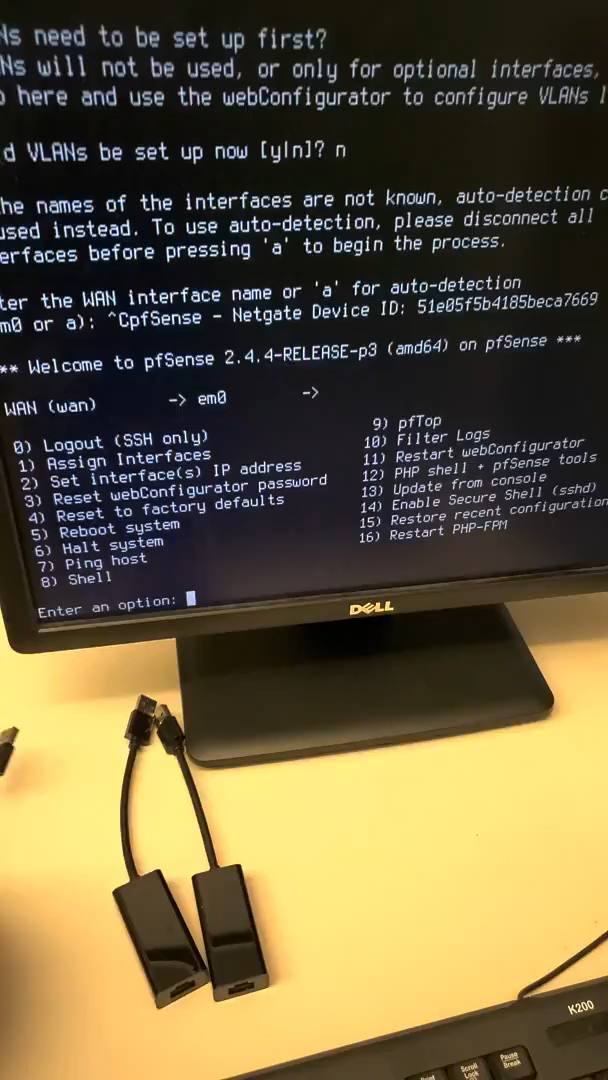 Ns need to be set up first?
Ns will not be used, or only for optional interfaces,
o here and use the webConfigurator to configure VLANs l
d VLANs be set up now [y|n]? n
he names of the interfaces are not known, auto-detection c
used instead. To use auto-detection, please disconnect all
erfaces before pressing 'a' to begin the process.
ter the WAN interface name or 'a' for auto-detection
m0 or a): ^CpfSense - Netgate Device ID: 51e05f5b4185beca7669
** Welcome to pfSense 2.4.4-RELEASE-p3 (amd64) on pfSense ***
WAN (wan) -> em0 ->
0) Logout (SSH only)
1) Assign Interfaces
2) Set interface(s) IP address
3) Reset webConfigurator password
4) Reset to factory defaults
5) Reboot system
6) Halt system
7) Ping host
8) Shell
9) pfTop
10) Filter Logs
11) Restart webConfigurator
12) PHP shell + pfSense tools
13) Update from console
14) Enable Secure Shell (sshd)
15) Restore recent configuration
16) Restart PHP-FPM
Enter an option:
DELL
K200
Scroll
Lock
Pause
Break